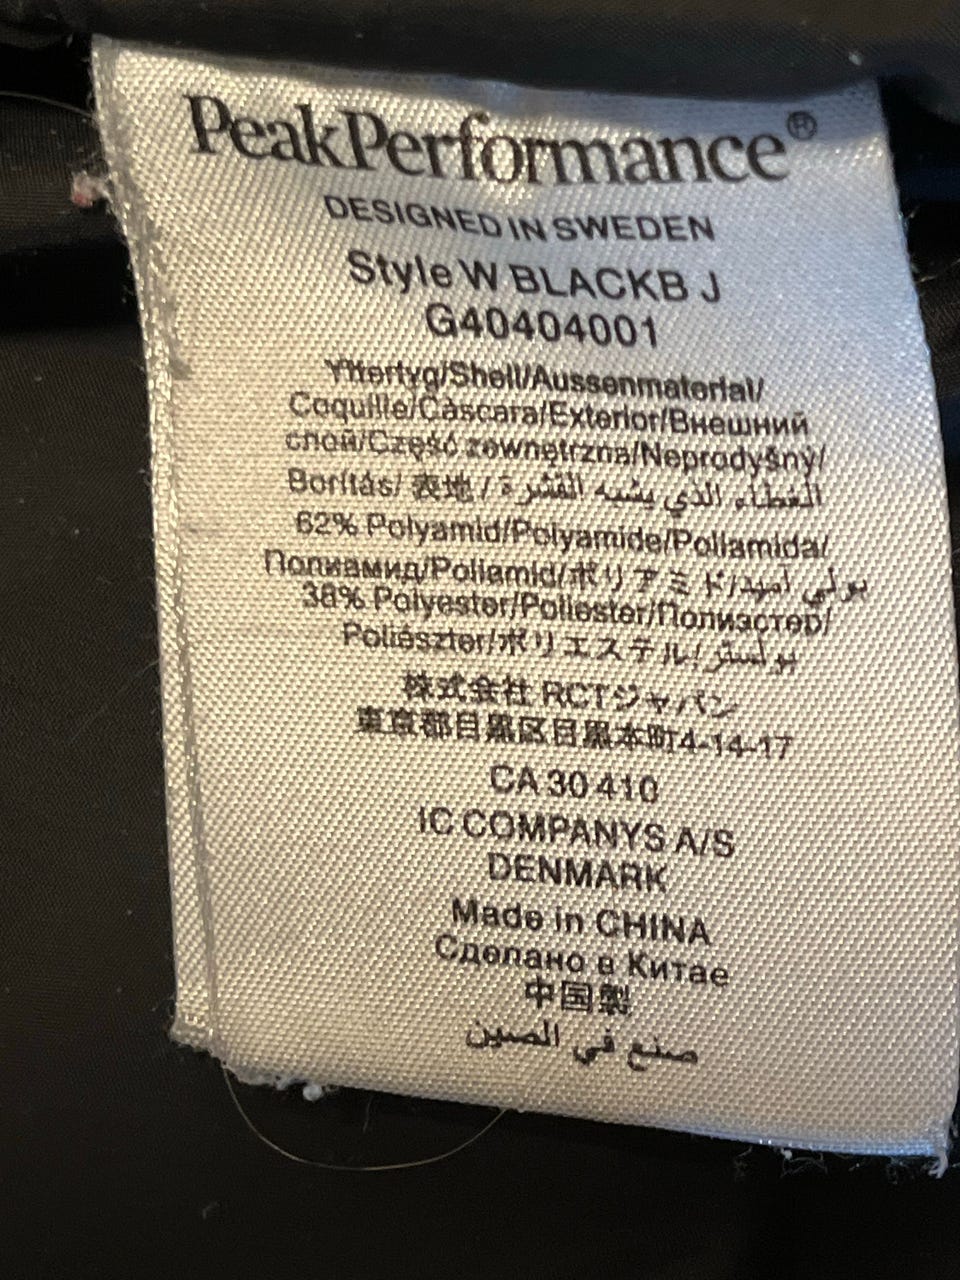 PeakPerformance®
DESIGNED IN SWEDEN
Style W BLACKB J
G40404001
Yttertyg/Shell/Aussenmaterial/
Coquille/Càscara/Exterior/Внешний
слой/Część zewnętrzna/Neprodyšný/
Borítás/ 表地 / الغطاء الذي يشبه القشرة
62% Polyamid/Polyamide/Poliamida/
Полиамид/Poliamid/ポリアミド/بولي اميد
38% Polyester/Poliester/Полиэстер/
Poliészter/ポリエステル/بوليستر
株式会社 RCTジャパン
東京都目黒区目黒本町4-14-17
CA 30 410
IC COMPANYS A/S
DENMARK
Made in CHINA
Сделано в Китае
中国製
صنع في الصين